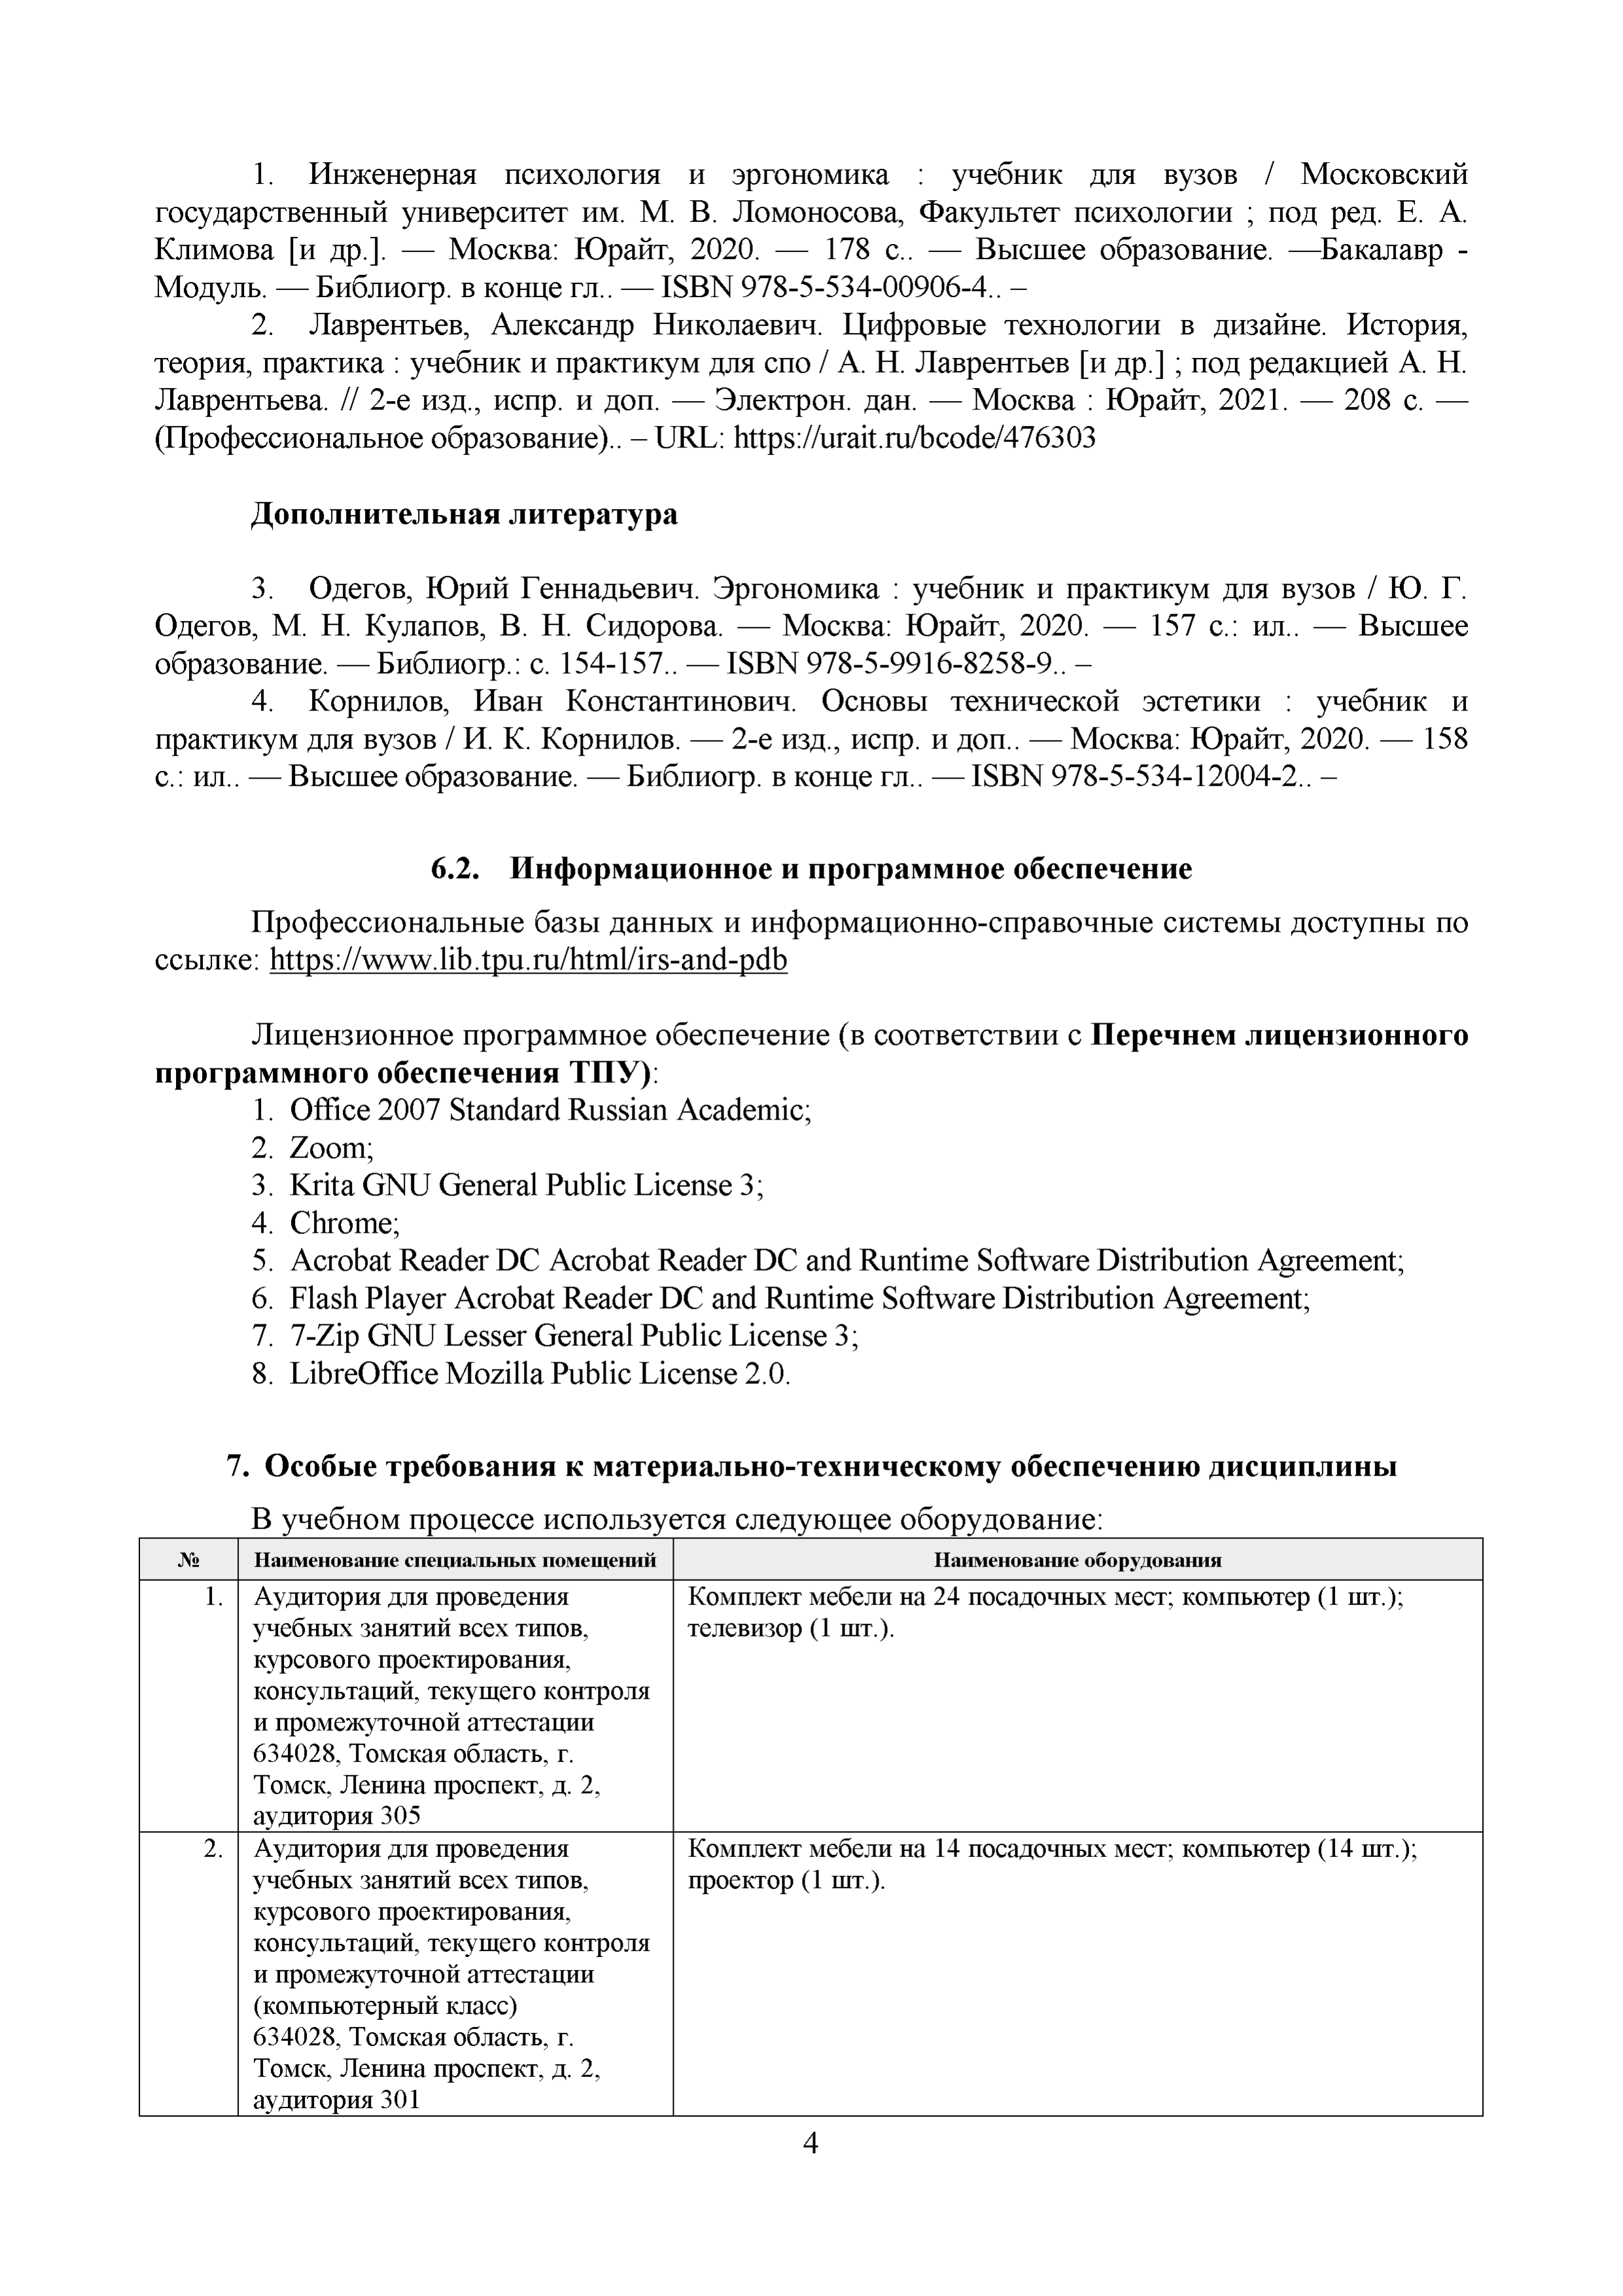 1. Инженерная психология и эргономика : учебник для вузов / Московский
государственный университет им. М. В. Ломоносова, Факультет психологии ; под ред. Е. А.
Климова [и др.]. — Москва: Юрайт, 2020. — 178 с.. — Высшее образование. —Бакалавр -
Модуль. — Библиогр. в конце гл.. — ISBN 978-5-534-00906-4.. –
2. Лаврентьев, Александр Николаевич. Цифровые технологии в дизайне. История,
теория, практика : учебник и практикум для спо / А. Н. Лаврентьев [и др.] ; под редакцией А. Н.
Лаврентьева. // 2-е изд., испр. и доп. — Электрон. дан. — Москва : Юрайт, 2021. — 208 с. —
(Профессиональное образование).. – URL: https://urait.ru/bcode/476303
Дополнительная литература
3. Одегов, Юрий Геннадьевич. Эргономика : учебник и практикум для вузов / Ю. Г.
Одегов, М. Н. Кулапов, В. Н. Сидорова. — Москва: Юрайт, 2020. — 157 с.: ил.. — Высшее
образование. — Библиогр.: с. 154-157.. — ISBN 978-5-9916-8258-9.. –
4. Корнилов, Иван Константинович. Основы технической эстетики : учебник и
практикум для вузов / И. К. Корнилов. — 2-е изд., испр. и доп.. — Москва: Юрайт, 2020. — 158
с.: ил.. — Высшее образование. — Библиогр. в конце гл.. — ISBN 978-5-534-12004-2.. –
6.2. Информационное и программное обеспечение
Профессиональные базы данных и информационно-справочные системы доступны по
ссылке: https://www.lib.tpu.ru/html/irs-and-pdb
Лицензионное программное обеспечение (в соответствии с Перечнем лицензионного
программного обеспечения ТПУ):
1. Office 2007 Standard Russian Academic;
2. Zoom;
3. Krita GNU General Public License 3;
4. Chrome;
5. Acrobat Reader DC Acrobat Reader DC and Runtime Software Distribution Agreement;
6. Flash Player Acrobat Reader DC and Runtime Software Distribution Agreement;
7. 7-Zip GNU Lesser General Public License 3;
8. LibreOffice Mozilla Public License 2.0.
7. Особые требования к материально-техническому обеспечению дисциплины
В учебном процессе используется следующее оборудование:
№ Наименование специальных помещений Наименование оборудования
1. Аудитория для проведения Комплект мебели на 24 посадочных мест; компьютер (1 шт.);
учебных занятий всех типов, телевизор (1 шт.).
курсового проектирования,
консультаций, текущего контроля
и промежуточной аттестации
634028, Томская область, г.
Томск, Ленина проспект, д. 2,
аудитория 305
2. Аудитория для проведения Комплект мебели на 14 посадочных мест; компьютер (14 шт.);
учебных занятий всех типов, проектор (1 шт.).
курсового проектирования,
консультаций, текущего контроля
и промежуточной аттестации
(компьютерный класс)
634028, Томская область, г.
Томск, Ленина проспект, д. 2,
аудитория 301
4